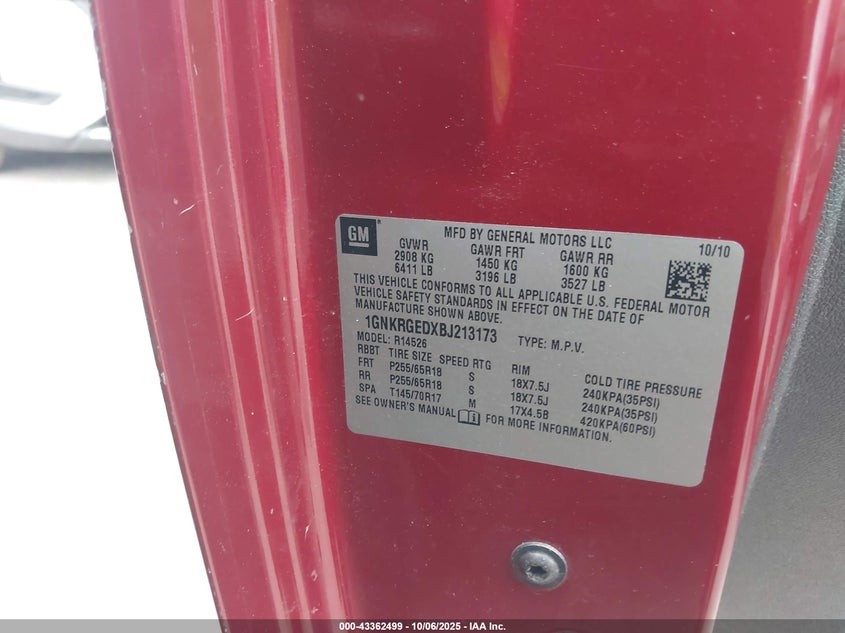 GM
MFD BY GENERAL MOTORS LLC
10/10
GVWR GAWR FRT GAWR RR
2908 KG 1450 KG 1600 KG
6411 LB 3196 LB 3527 LB
THIS VEHICLE CONFORMS TO ALL APPLICABLE U.S. FEDERAL MOTOR
VEHICLE SAFETY STANDARDS IN EFFECT ON THE DATE OF
MANUFACTURE SHOWN ABOVE.
1GNKRGEDXBJ213173 TYPE: M.P.V.
MODEL: R14526
RBBT TIRE SIZE SPEED RTG RIM COLD TIRE PRESSURE
FRT P255/65R18 S 18X7.5J 240KPA(35PSI)
RR P255/65R18 S 18X7.5J 240KPA(35PSI)
SPA T145/70R17 M 17X4.5B 420KPA(60PSI)
SEE OWNER'S MANUAL FOR MORE INFORMATION.
000-43362499 - 10/06/2025 - IAA Inc.